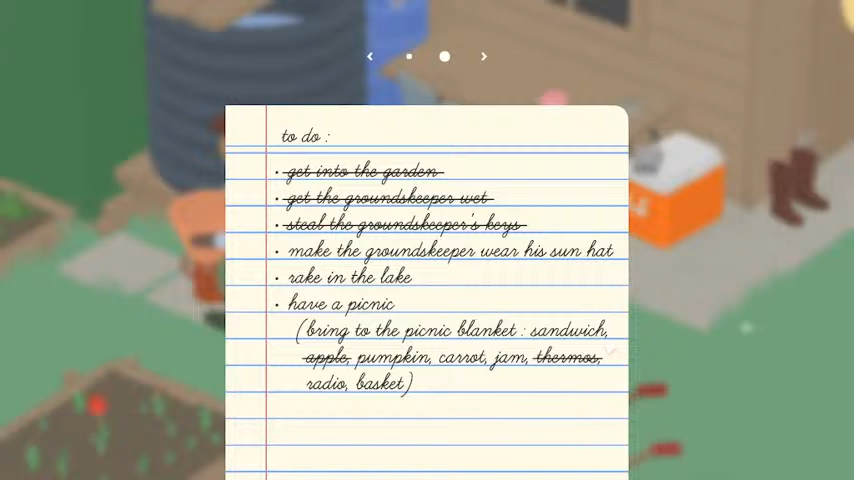 to do :
• get into the garden
• get the groundskeeper wet
• steal the groundskeeper's keys
• make the groundskeeper wear his sun hat
• rake in the lake
• have a picnic
(bring to the picnic blanket : sandwich,
apple, pumpkin, carrot, jam, thermos,
radio, basket)